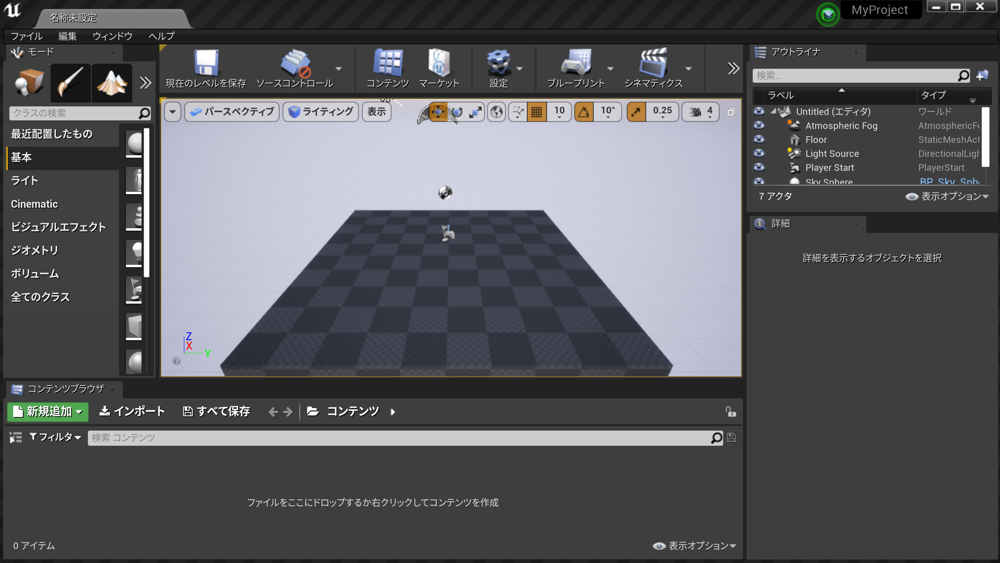 名称未設定
MyProject
ファイル 編集 ウィンドウ ヘルプ
モード
クラスの検索
最近配置したもの
基本
ライト
Cinematic
ビジュアルエフェクト
ジオメトリ
ボリューム
全てのクラス
現在のレベルを保存 ソースコントロール コンテンツ マーケット 設定 ブループリント シネマティクス
パースペクティブ ライティング 表示 10 10° 0.25 4
Z
X
Y
アウトライナ
検索...
ラベル タイプ
Untitled (エディタ) ワールド
Atmospheric Fog AtmosphericFo
Floor StaticMeshAct
Light Source DirectionalLigh
Player Start PlayerStart
Sky Sphere BP_Sky_Sph
7 アクタ 表示オプション
詳細
詳細を表示するオブジェクトを選択
コンテンツブラウザ
新規追加 インポート すべて保存 コンテンツ
フィルタ 検索 コンテンツ
ファイルをここにドロップするか右クリックしてコンテンツを作成
0 アイテム 表示オプション